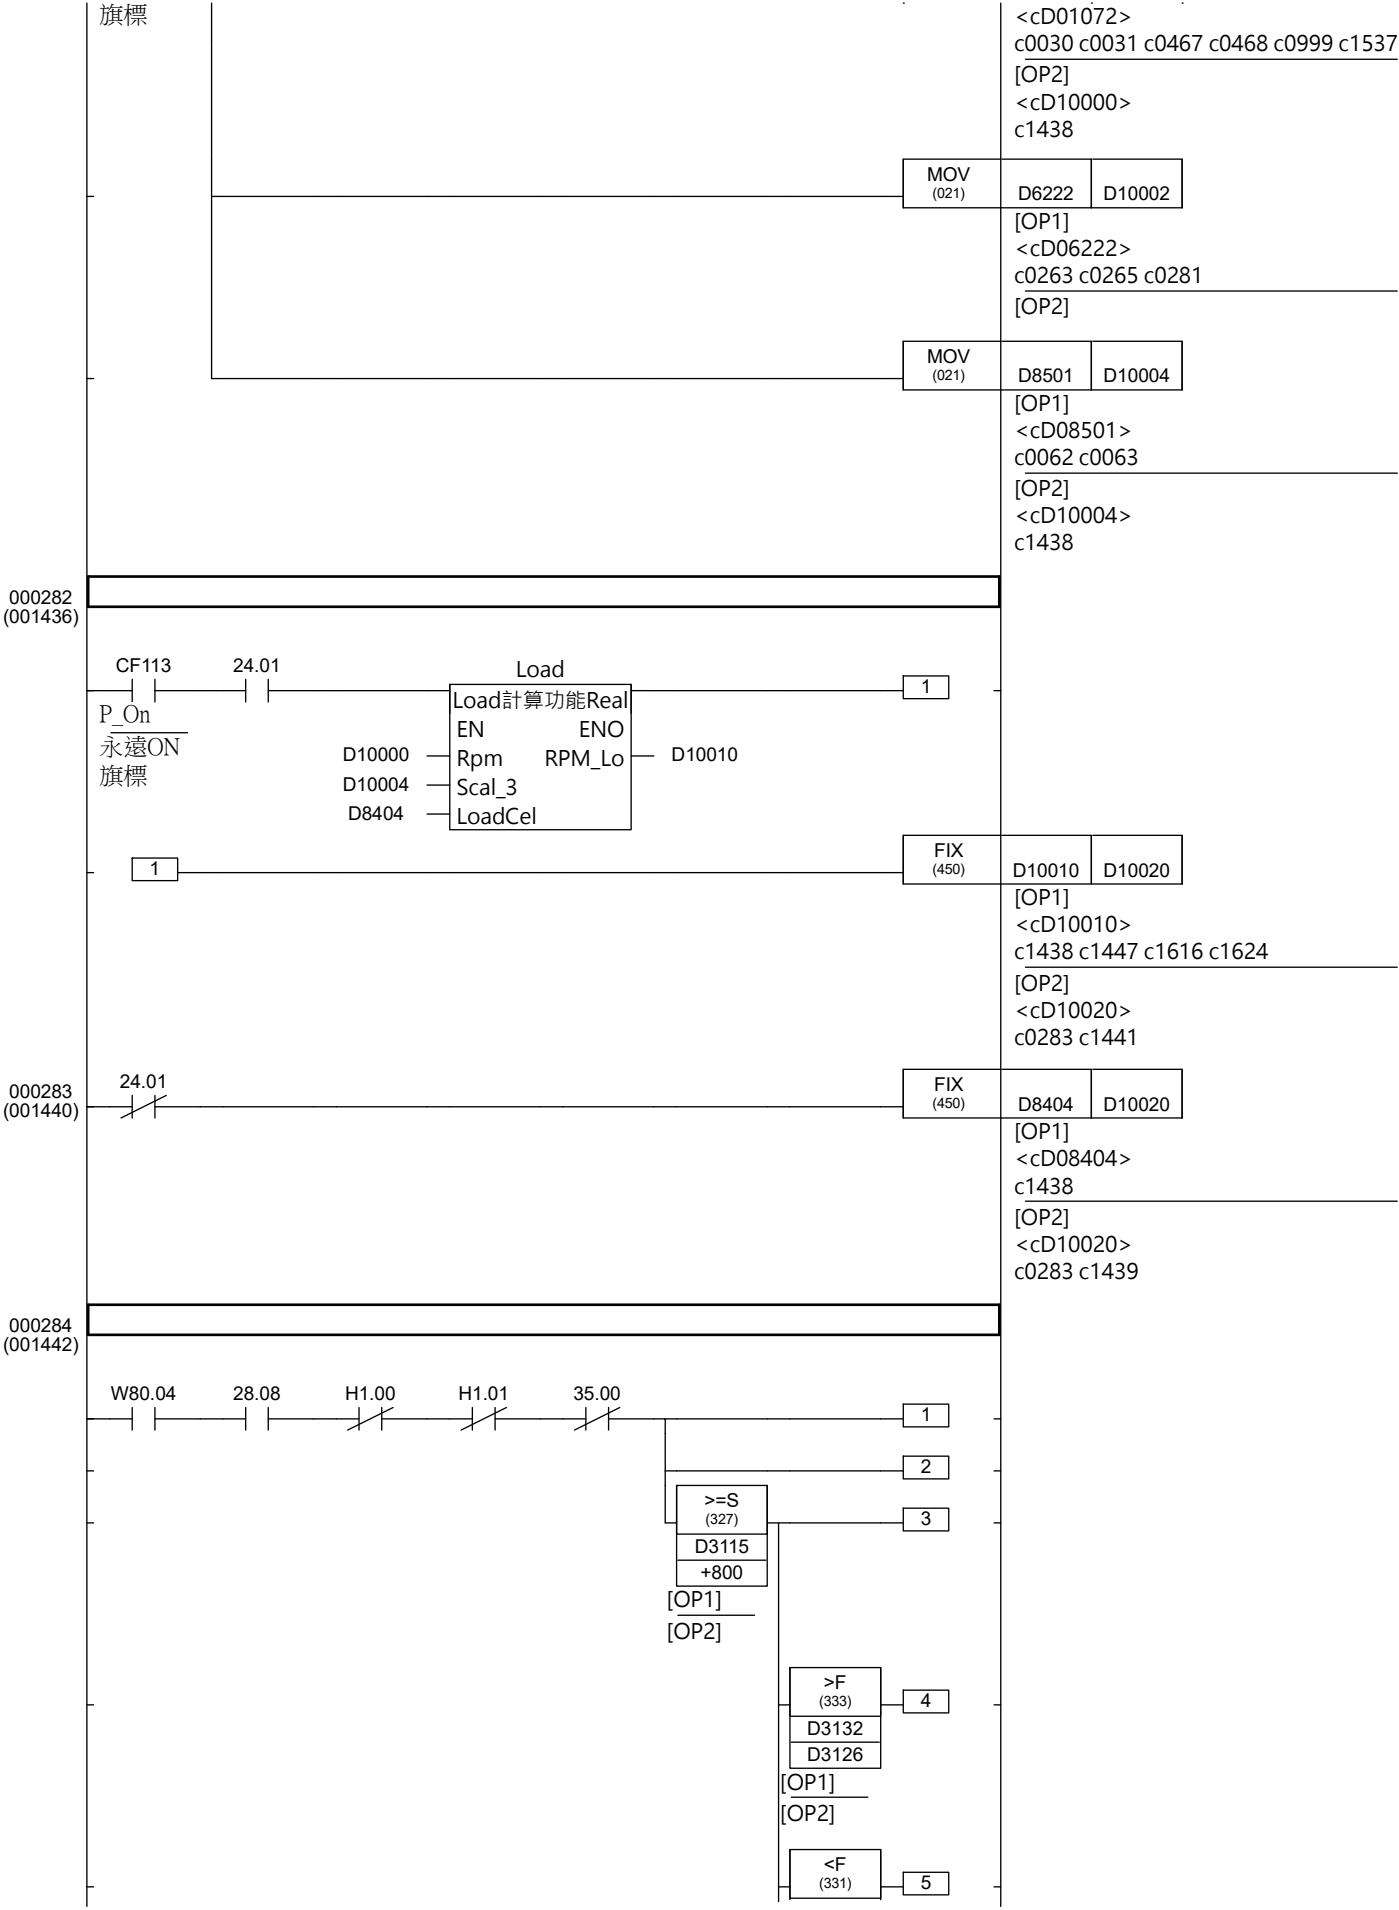 旗標
<cD01072>
c0030 c0031 c0467 c0468 c0999 c1537
[OP2]
<cD10000>
c1438
MOV
(021)
D6222
D10002
[OP1]
<cD06222>
c0263 c0265 c0281
[OP2]
MOV
(021)
D8501
D10004
[OP1]
<cD08501>
c0062 c0063
[OP2]
<cD10004>
c1438
000282
(001436)
CF113
24.01
Load
P_On
永遠ON
旗標
Load計算功能Real
EN ENO
D10000 Rpm RPM_Lo D10010
D10004 Scal_3
D8404 LoadCel
1
1
FIX
(450)
D10010
D10020
[OP1]
<cD10010>
c1438 c1447 c1616 c1624
[OP2]
<cD10020>
c0283 c1441
000283
(001440)
24.01
FIX
(450)
D8404
D10020
[OP1]
<cD08404>
c1438
[OP2]
<cD10020>
c0283 c1439
000284
(001442)
W80.04
28.08
H1.00
H1.01
35.00
1
2
>=S
(327)
D3115
+800
[OP1]
[OP2]
3
>F
(333)
D3132
D3126
[OP1]
[OP2]
4
<F
(331)
5